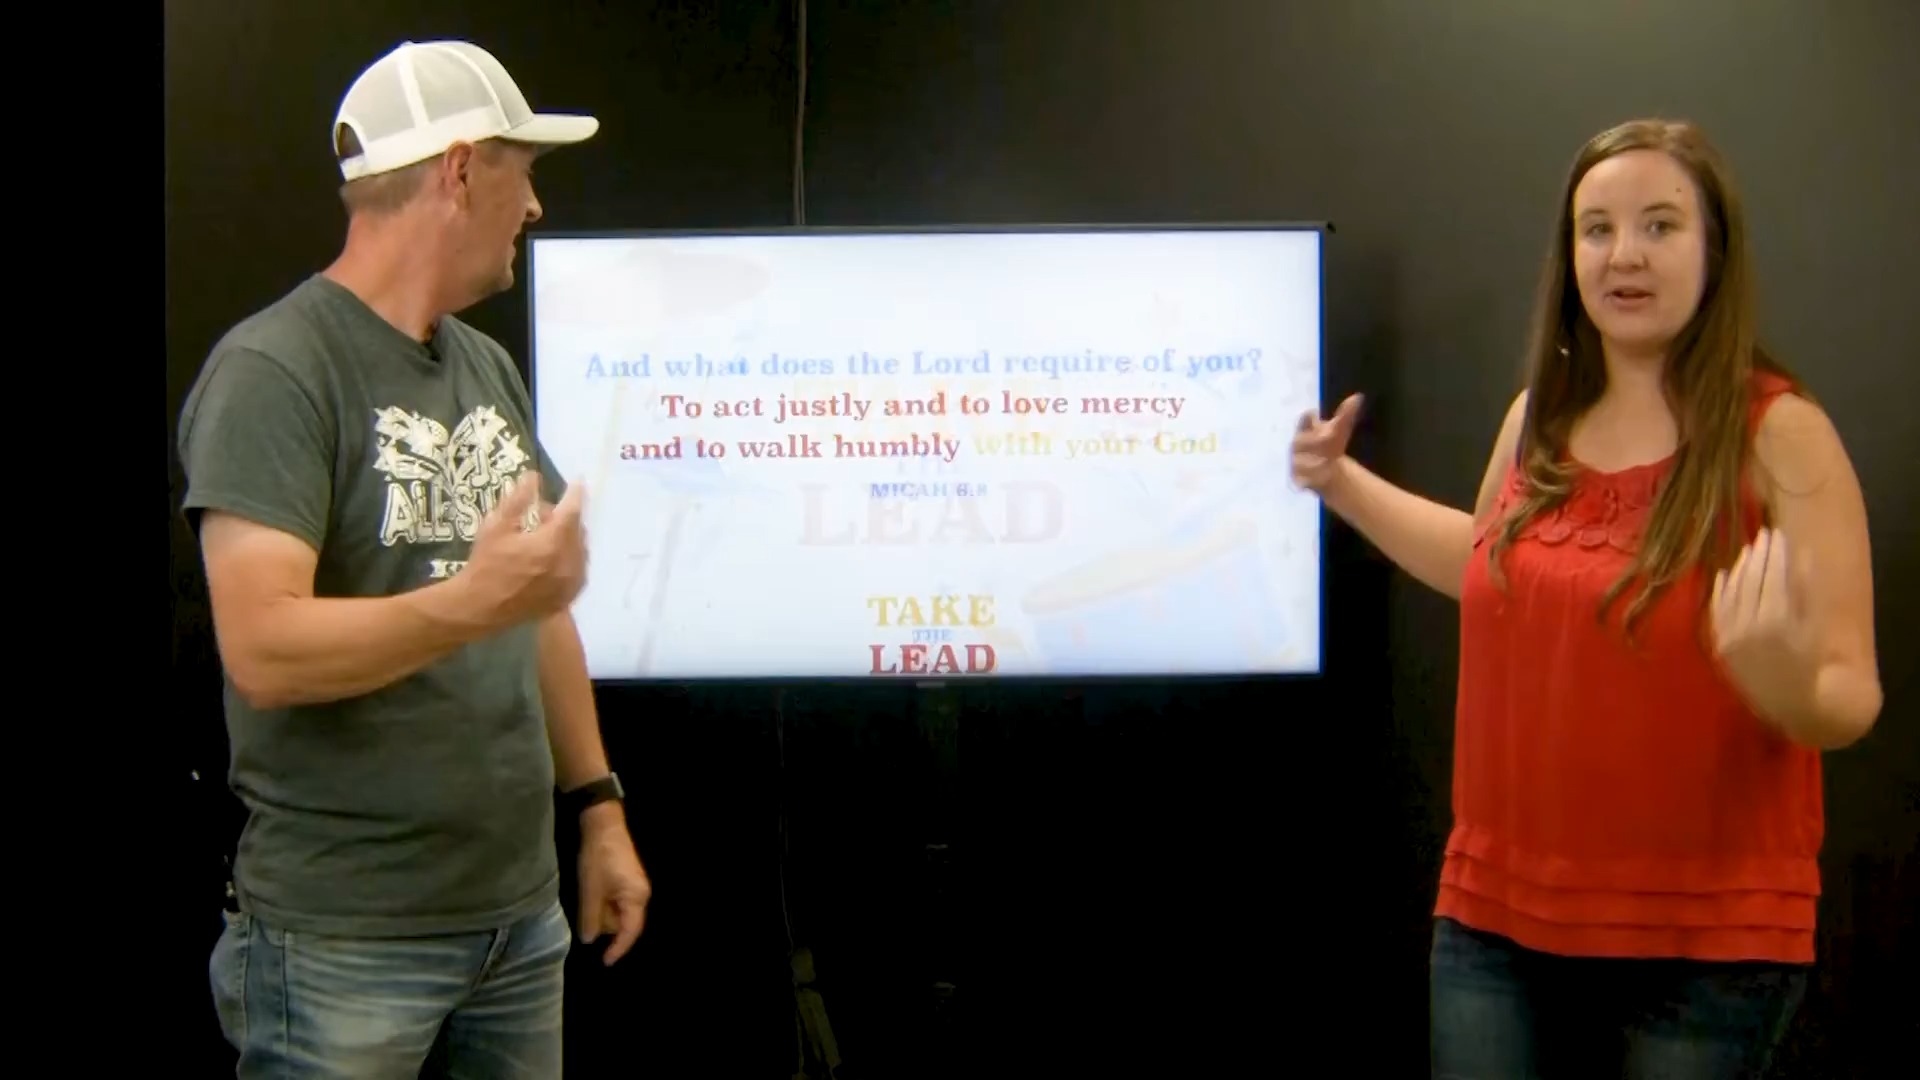 And what does the Lord require of you?
To act justly and to love mercy
and to walk humbly with your God
MICAH 6:8
LEAD
TAKE
THE
LEAD